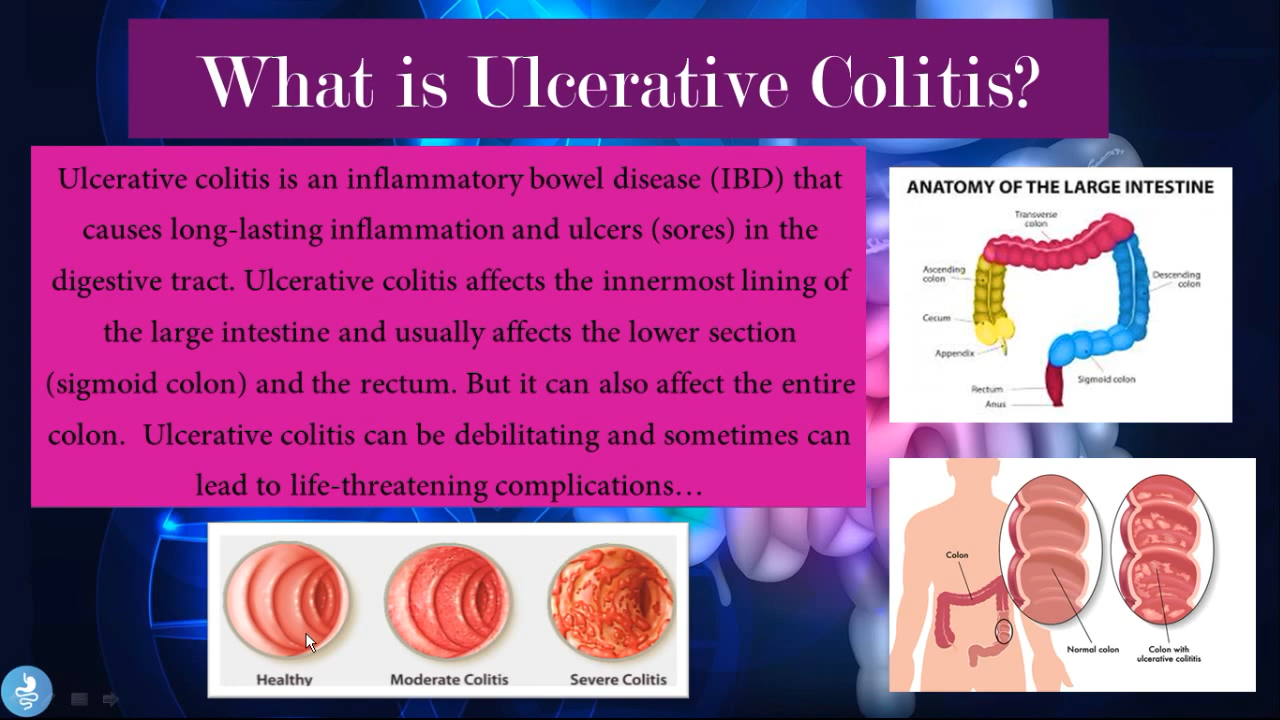 What is Ulcerative Colitis?
Ulcerative colitis is an inflammatory bowel disease (IBD) that
causes long-lasting inflammation and ulcers (sores) in the
digestive tract. Ulcerative colitis affects the innermost lining of
the large intestine and usually affects the lower section
(sigmoid colon) and the rectum. But it can also affect the entire
colon.  Ulcerative colitis can be debilitating and sometimes can
lead to life-threatening complications…
ANATOMY OF THE LARGE INTESTINE
Transverse
colon
Ascending
colon
Descending
colon
Cecum
Appendix
Sigmoid colon
Rectum
Anus
Colon
Normal colon
Colon with
ulcerative colititis
Healthy
Moderate Colitis
Severe Colitis